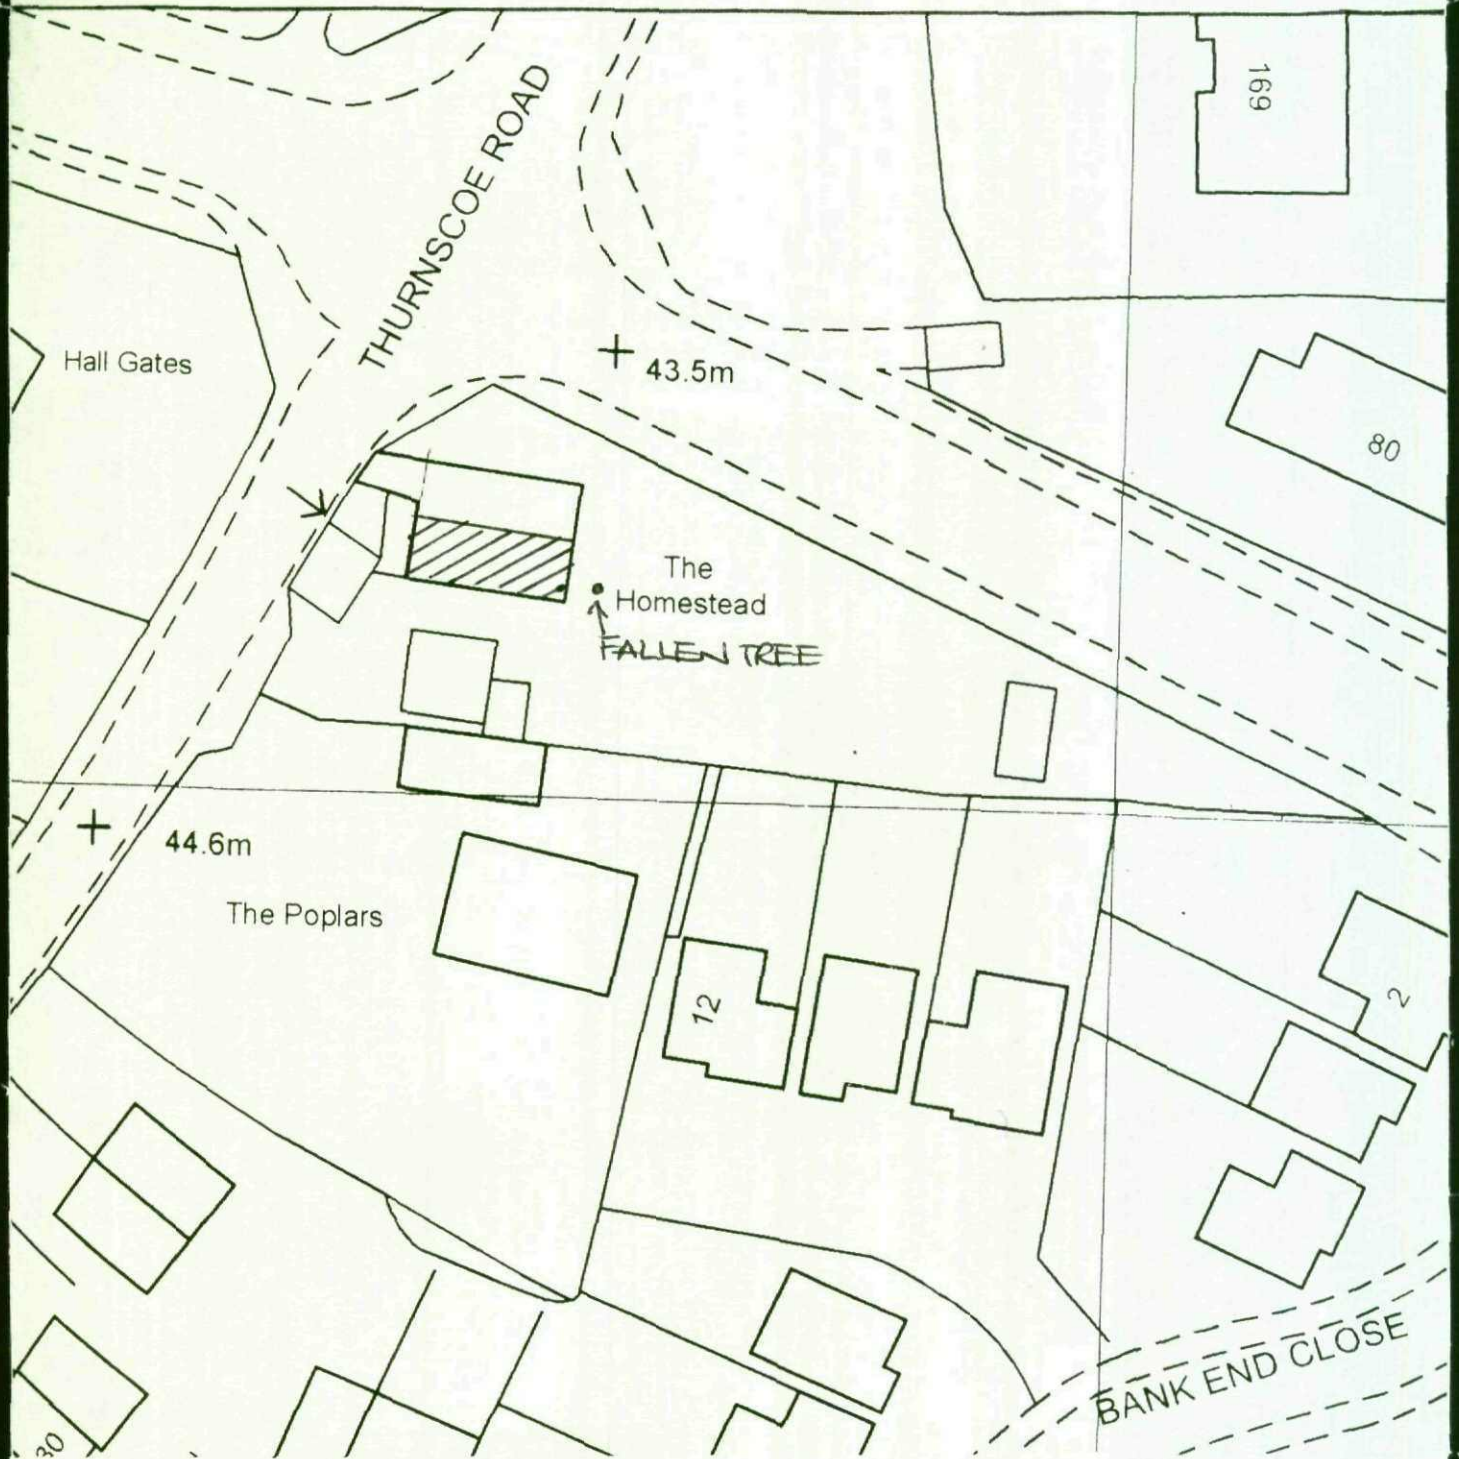 169
THURNSCOE ROAD
Hall Gates
43.5m
80
The
Homestead
FALLEN TREE
44.6m
The Poplars
12
2
BANK END CLOSE
30